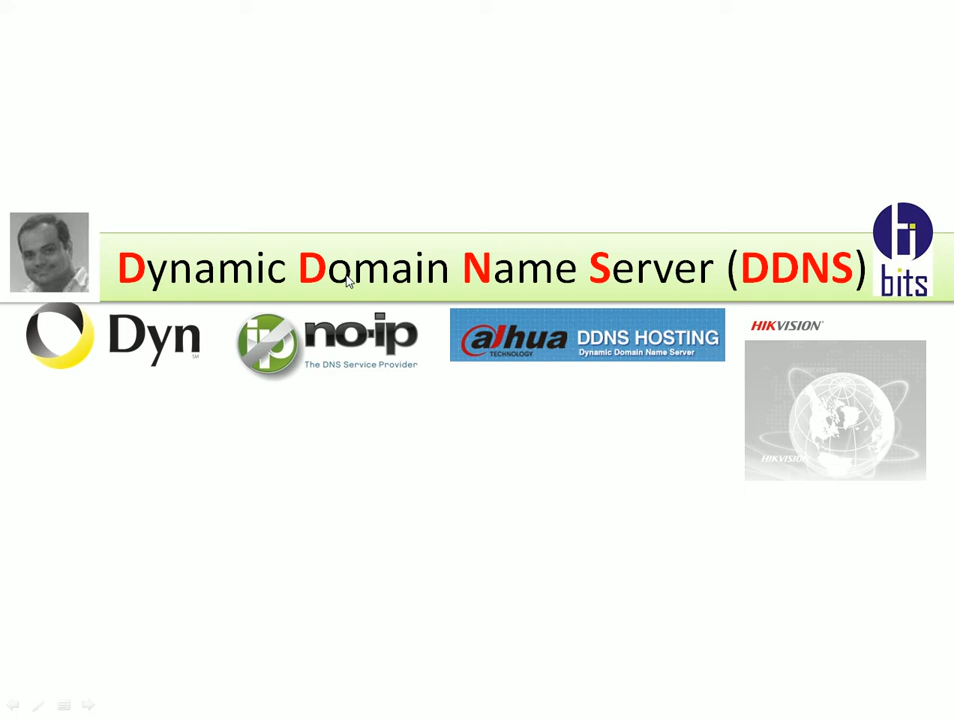 Dynamic Domain Name Server (DDNS)
bits
Dyn
no-ip
The DNS Service Provider
alhua
TECHNOLOGY
DDNS HOSTING
Dynamic Domain Name Server
HIKVISION
HIKVISION